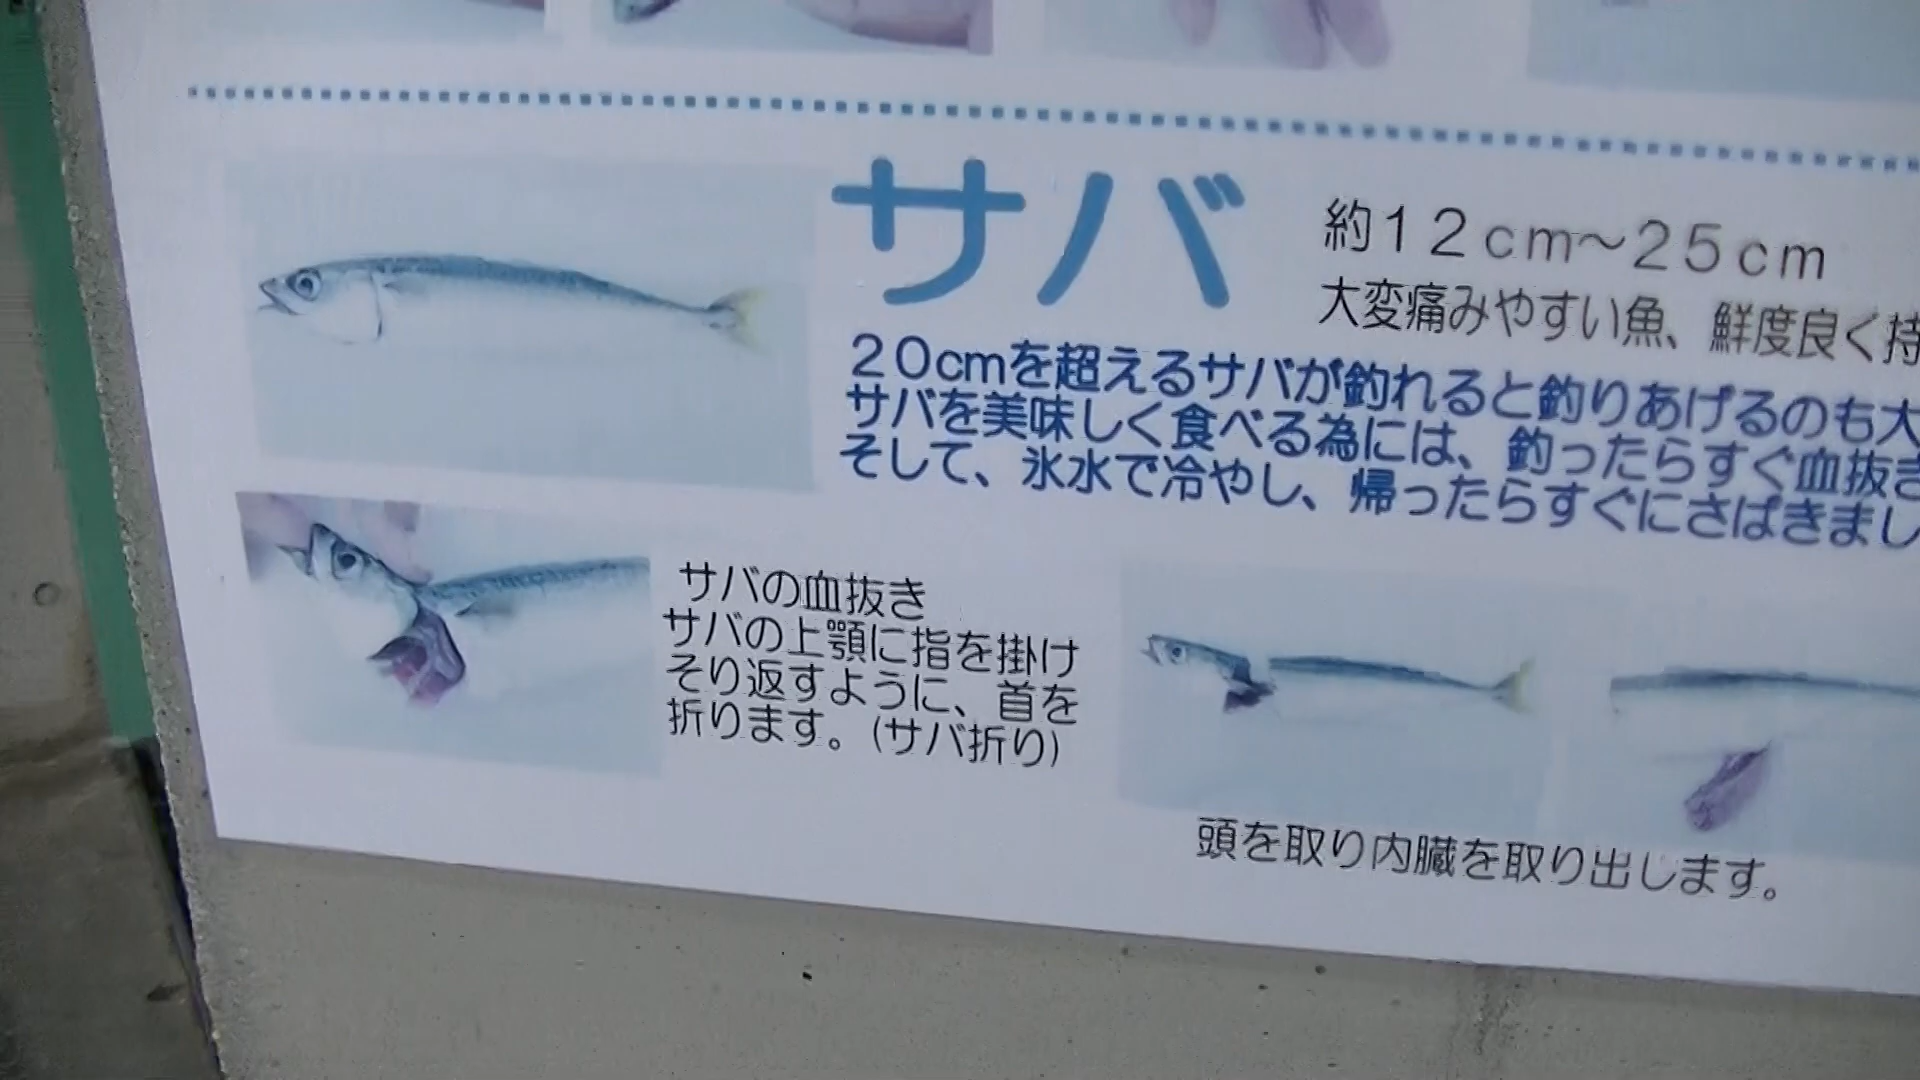 サバ
約12cm～25cm
大変痛みやすい魚、鮮度良く持
20cmを超えるサバが釣れると釣りあげるのも大
サバを美味しく食べる為には、釣ったらすぐ血抜き
そして、氷水で冷やし、帰ったらすぐにさばきまし
サバの血抜き
サバの上顎に指を掛け
そり返すように、首を
折ります。(サバ折り)
頭を取り内臓を取り出します。